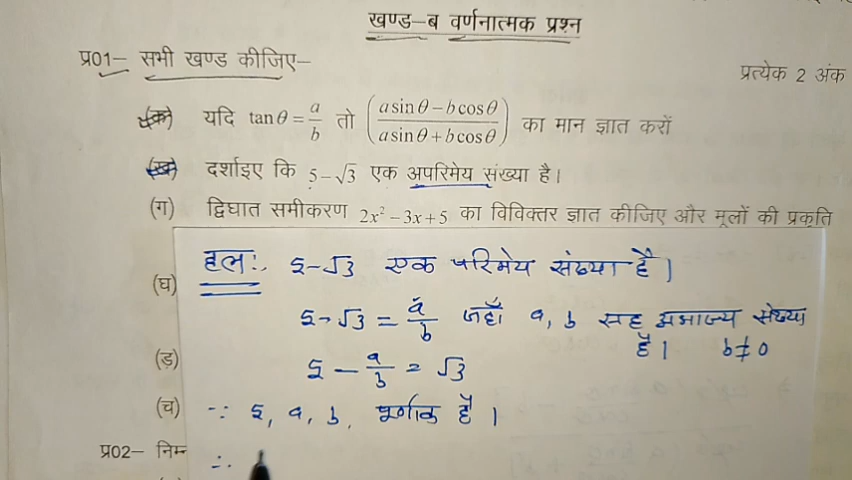 खण्ड–ब वर्णनात्मक प्रश्न
प्र01– सभी खण्ड कीजिए–
प्रत्येक 2 अंक
(क) यदि tanθ = a/b तो ((a sinθ − b cosθ)/(a sinθ + b cosθ)) का मान ज्ञात करों
(ख) दर्शाइए कि 5 − √3 एक अपरिमेय संख्या है।
(ग) द्विघात समीकरण 2x² − 3x + 5 का विविक्तर ज्ञात कीजिए और मूलों की प्रकृति
हल:. 5 − √3 एक परिमेय संख्या है।
(घ)
5 − √3 = a/b जहाँ a, b सह अभाज्य संख्या
है। b ≠ 0
(ड़) 5 − a/b = √3
(च) ∵ 5, a, b, पूर्णांक है।
प्र02– निम्न
∴